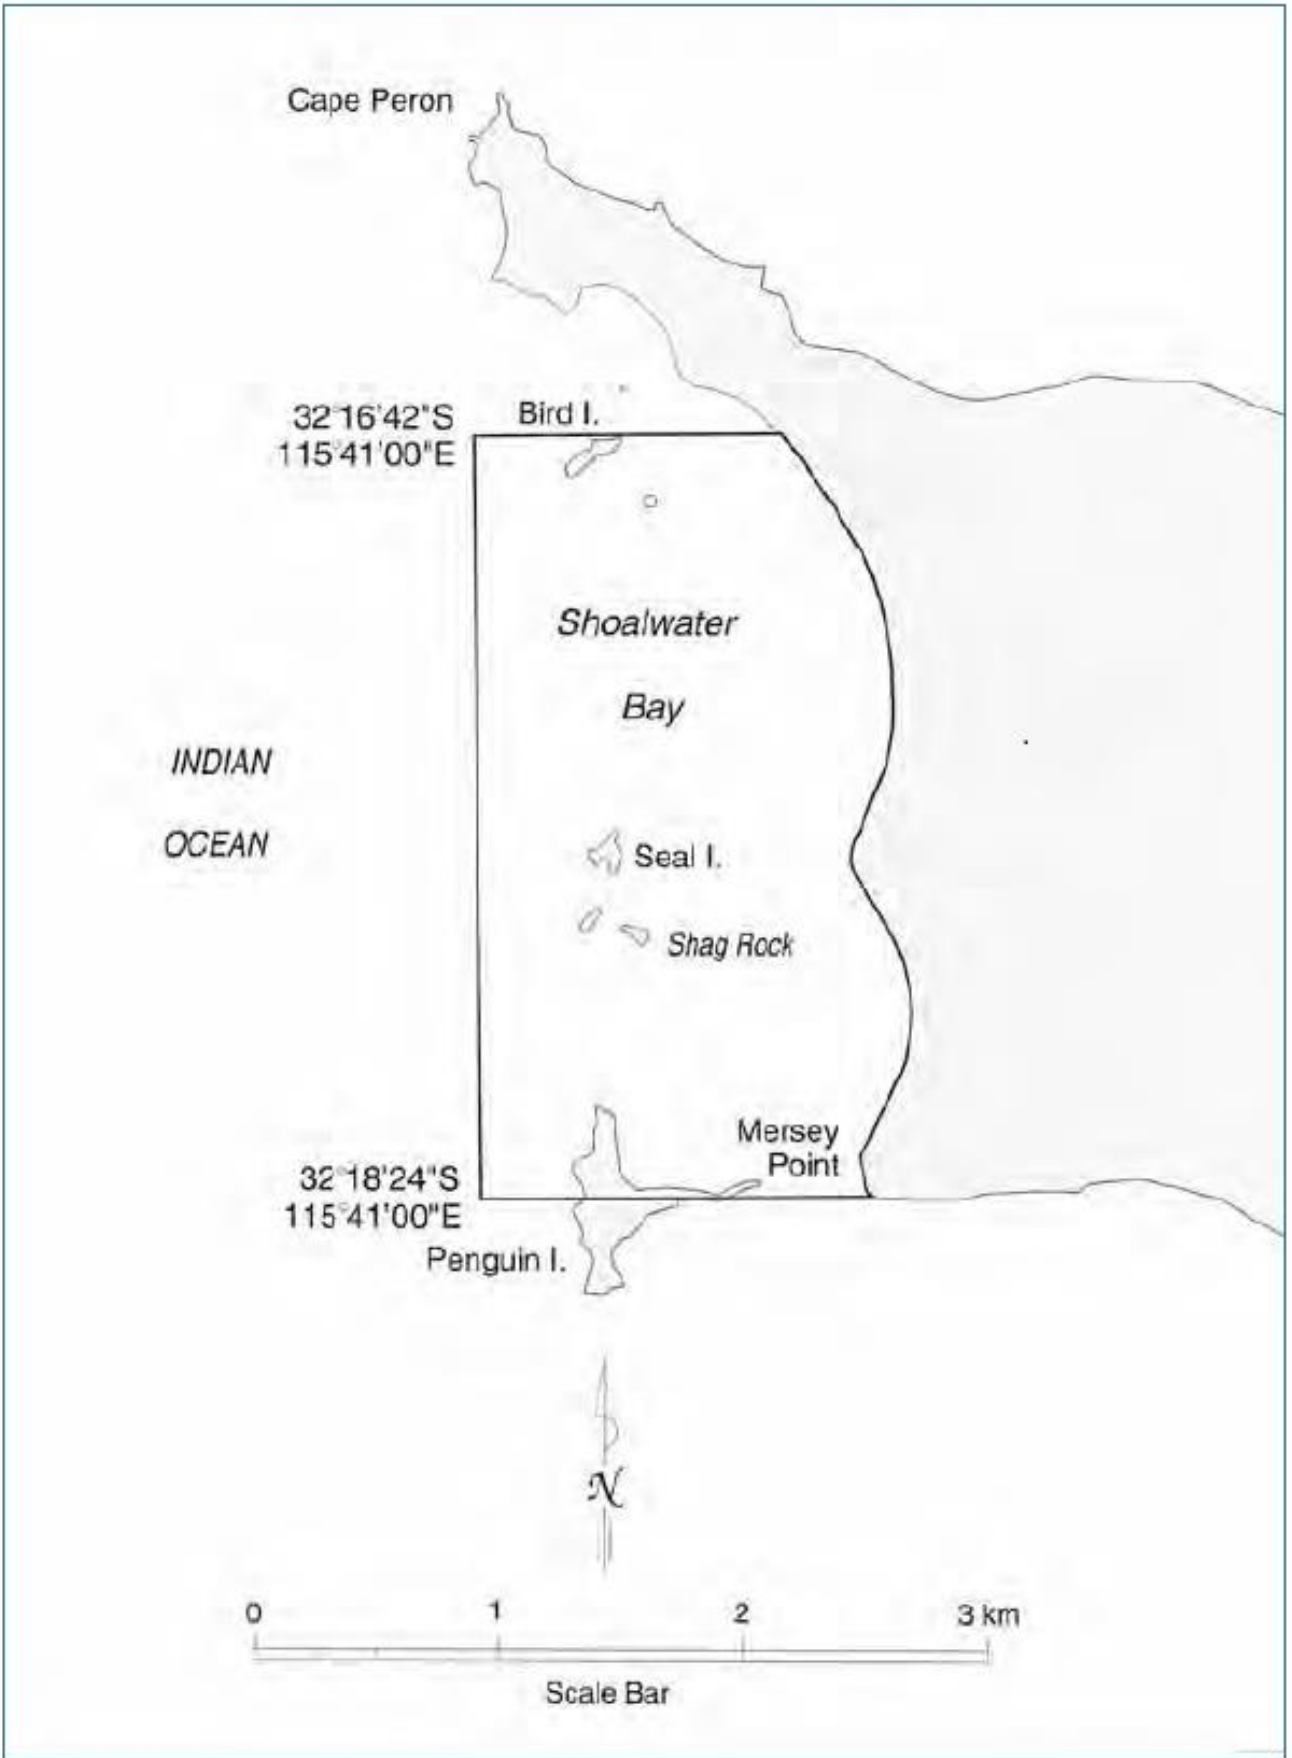 Cape Peron
32°16'42"S
115°41'00"E
Bird I.
Shoalwater
Bay
INDIAN
OCEAN
Seal I.
Shag Rock
Mersey
Point
32°18'24"S
115°41'00"E
Penguin I.
N
0 1 2 3 km
Scale Bar